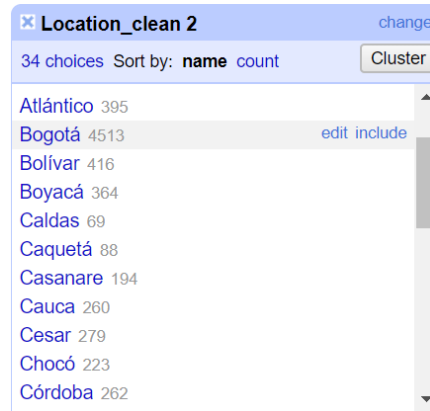 Location_clean 2 change
34 choices Sort by: name count Cluster
Atlántico 395
Bogotá 4513 edit include
Bolívar 416
Boyacá 364
Caldas 69
Caquetá 88
Casanare 194
Cauca 260
Cesar 279
Chocó 223
Córdoba 262